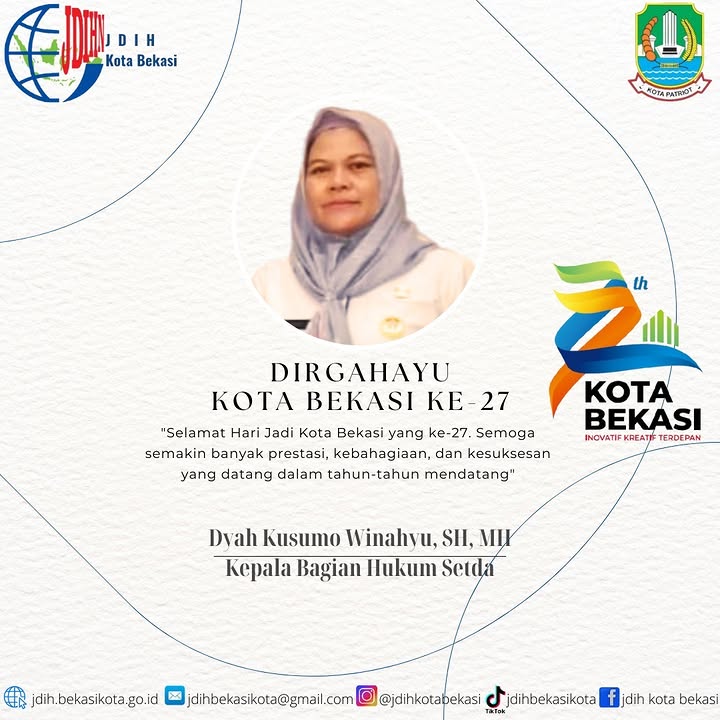 JDIHN
J D I H
Kota Bekasi
KOTA PATRIOT
th
KOTA
BEKASI
INOVATIF KREATIF TERDEPAN
DIRGAHAYU
KOTA BEKASI KE-27
"Selamat Hari Jadi Kota Bekasi yang ke-27. Semoga
semakin banyak prestasi, kebahagiaan, dan kesuksesan
yang datang dalam tahun-tahun mendatang"
Dyah Kusumo Winahyu, SH, MH
Kepala Bagian Hukum Setda
jdih.bekasikota.go.id
jdihbekasikota@gmail.com
@jdihkotabekasi
TikTok
jdihbekasikota
jdih kota bekasi